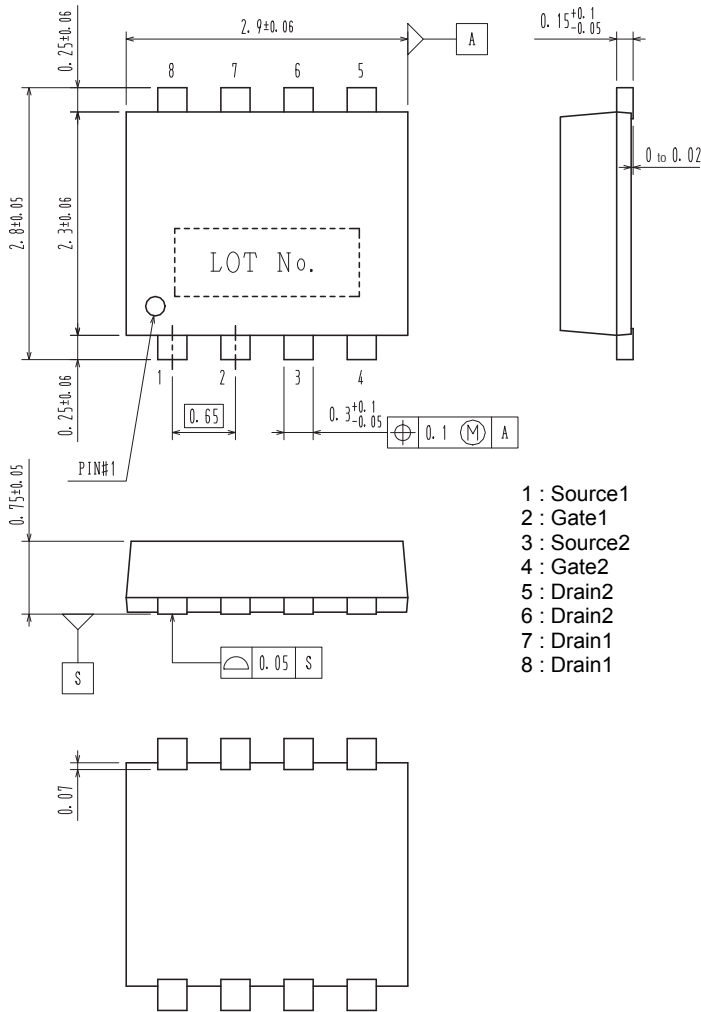 2.9±0.06
A
0.15+0.1
-0.05
0.25±0.06
8 7 6 5
0 to 0.02
2.8±0.05
2.3±0.06
LOT No.
0.25±0.06
1 2 3 4
0.65
0.3+0.1
-0.05
⌖ 0.1 Ⓜ A
PIN#1
0.75±0.05
1 : Source1
2 : Gate1
3 : Source2
4 : Gate2
5 : Drain2
6 : Drain2
7 : Drain1
8 : Drain1
S
⌓ 0.05 S
0.07